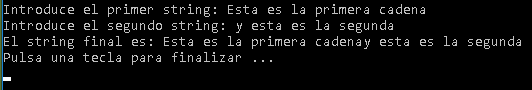 Introduce el primer string: Esta es la primera cadena
Introduce el segundo string: y esta es la segunda
El string final es: Esta es la primera cadenay esta es la segunda
Pulsa una tecla para finalizar ...